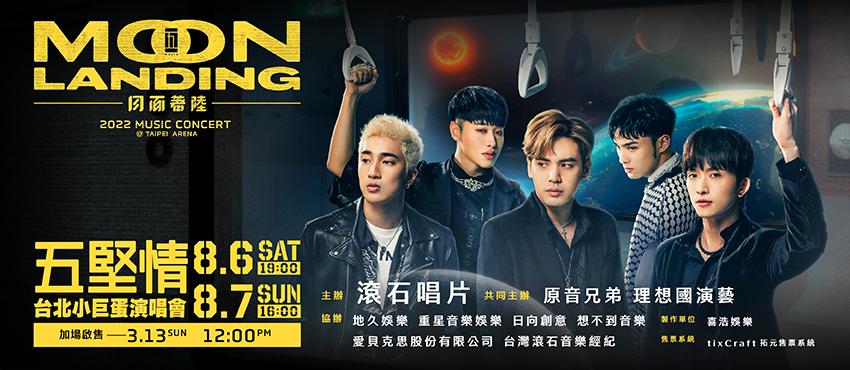 MOON
LANDING
月面著陸
2022 MUSIC CONCERT
@ TAIPEI ARENA
五堅情 8.6 SAT 19:00
台北小巨蛋演唱會 8.7 SUN 16:00
加場啟售 — 3.13 SUN 12:00 PM
主辦 滾石唱片 共同主辦 原音兄弟 理想國演藝
協辦 地久娛樂 重星音樂娛樂 日向創意 想不到音樂 製作單位 喜浩娛樂
愛貝克思股份有限公司 台灣滾石音樂經紀 售票系統 tixCraft 拓元售票系統